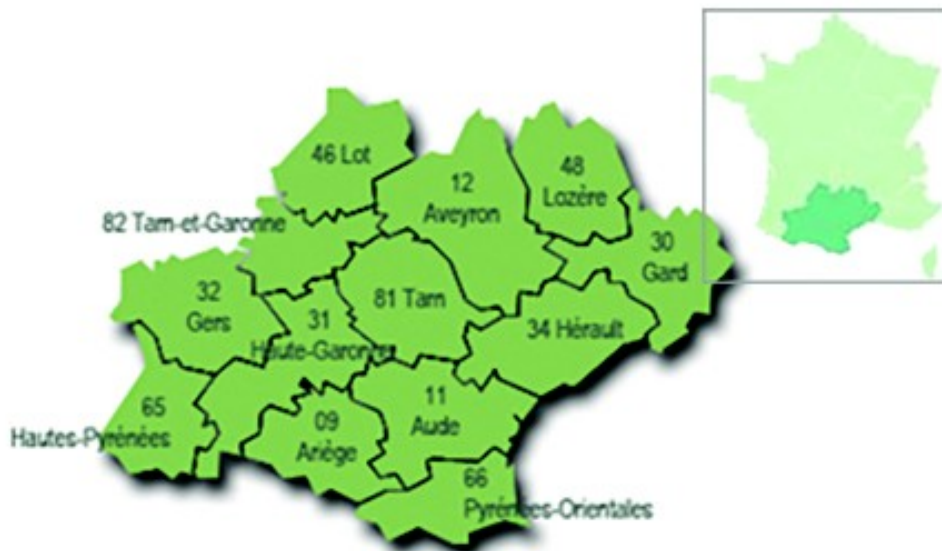 46 Lot
48
Lozère
12
Aveyron
82 Tarn-et-Garonne
30
Gard
32
Gers
81 Tarn
31
Haute-Garonne
34 Hérault
65
Hautes-Pyrénées
11
Aude
09
Ariège
66
Pyrénées-Orientales